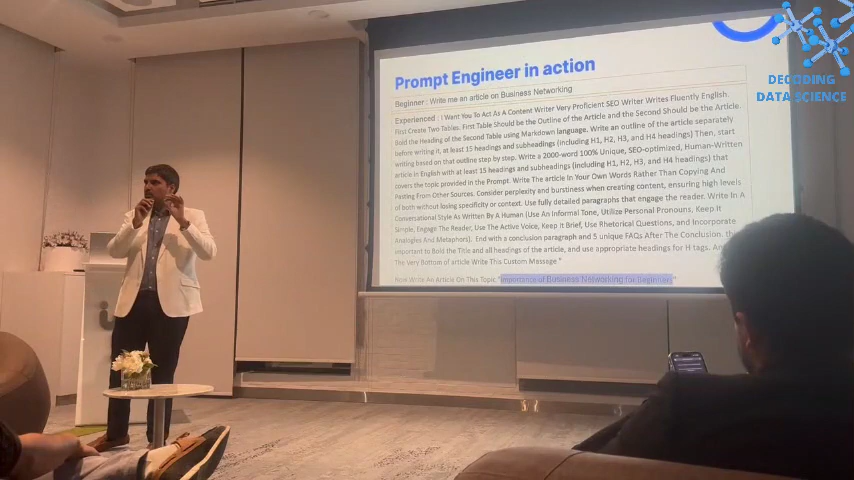 Prompt Engineer in action
Beginner : Write me an article on Business Networking
Experienced : I Want You To Act As A Content Writer Very Proficient SEO Writer Writes Fluently English.
First Create Two Tables. First Table Should be the Outline of the Article and the Second Should be the Article.
Bold the Heading of the Second Table using Markdown language. Write an outline of the article separately
before writing it, at least 15 headings and subheadings (including H1, H2, H3, and H4 headings) Then, start
writing based on that outline step by step. Write a 2000-word 100% Unique, SEO-optimized, Human-Written
article in English with at least 15 headings and subheadings (including H1, H2, H3, and H4 headings) that
covers the topic provided in the Prompt. Write The article In Your Own Words Rather Than Copying And
Pasting From Other Sources. Consider perplexity and burstiness when creating content, ensuring high levels
of both without losing specificity or context. Use fully detailed paragraphs that engage the reader. Write In A
Conversational Style As Written By A Human (Use An Informal Tone, Utilize Personal Pronouns, Keep It
Simple, Engage The Reader, Use The Active Voice, Keep It Brief, Use Rhetorical Questions, and Incorporate
Analogies And Metaphors). End with a conclusion paragraph and 5 unique FAQs After The Conclusion. this
important to Bold the Title and all headings of the article, and use appropriate headings for H tags. And
The Very Bottom of article Write This Custom Message "
Now Write An Article On This Topic "Importance of Business Networking for Beginners"
DECODING
DATA SCIENCE